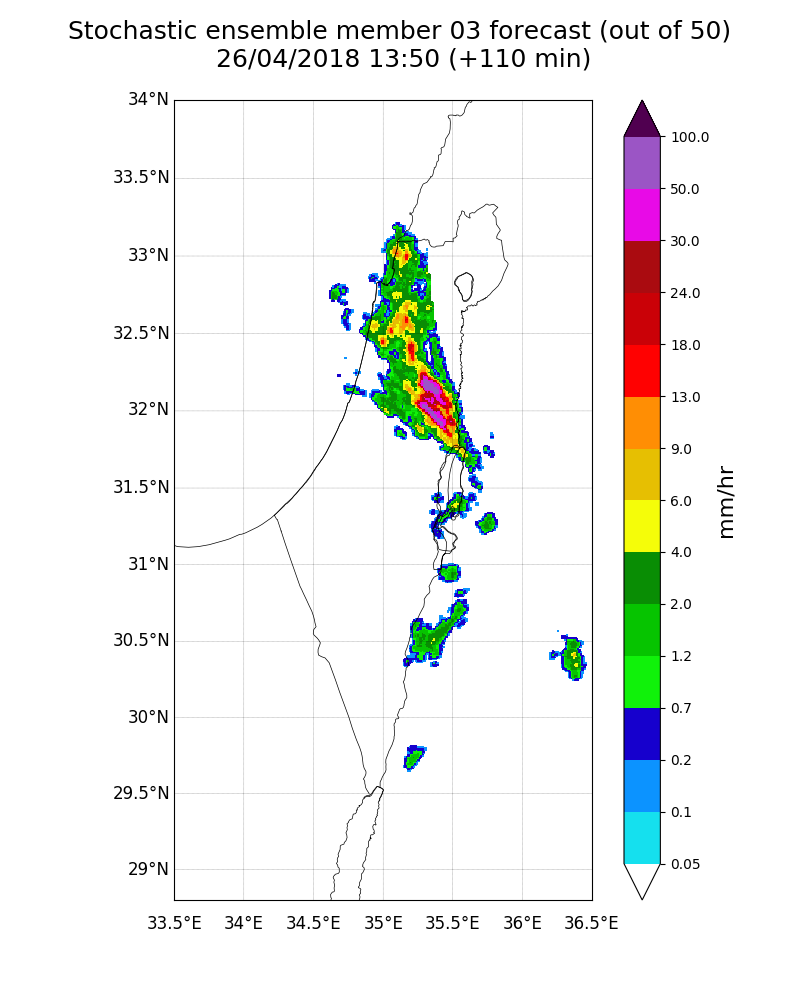 Stochastic ensemble member 03 forecast (out of 50)
26/04/2018 13:50 (+110 min)
34°N
33.5°N
33°N
32.5°N
32°N
31.5°N
31°N
30.5°N
30°N
29.5°N
29°N
33.5°E 34°E 34.5°E 35°E 35.5°E 36°E 36.5°E
100.0
50.0
30.0
24.0
18.0
13.0
9.0
6.0
4.0
2.0
1.2
0.7
0.2
0.1
0.05
mm/hr